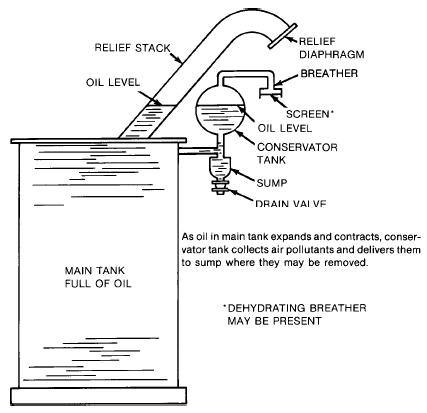 RELIEF STACK
RELIEF
DIAPHRAGM
BREATHER
OIL LEVEL
SCREEN*
OIL LEVEL
CONSERVATOR
TANK
SUMP
DRAIN VALVE
As oil in main tank expands and contracts, conser-
vator tank collects air pollutants and delivers them
to sump where they may be removed.
MAIN TANK
FULL OF OIL
*DEHYDRATING BREATHER
MAY BE PRESENT